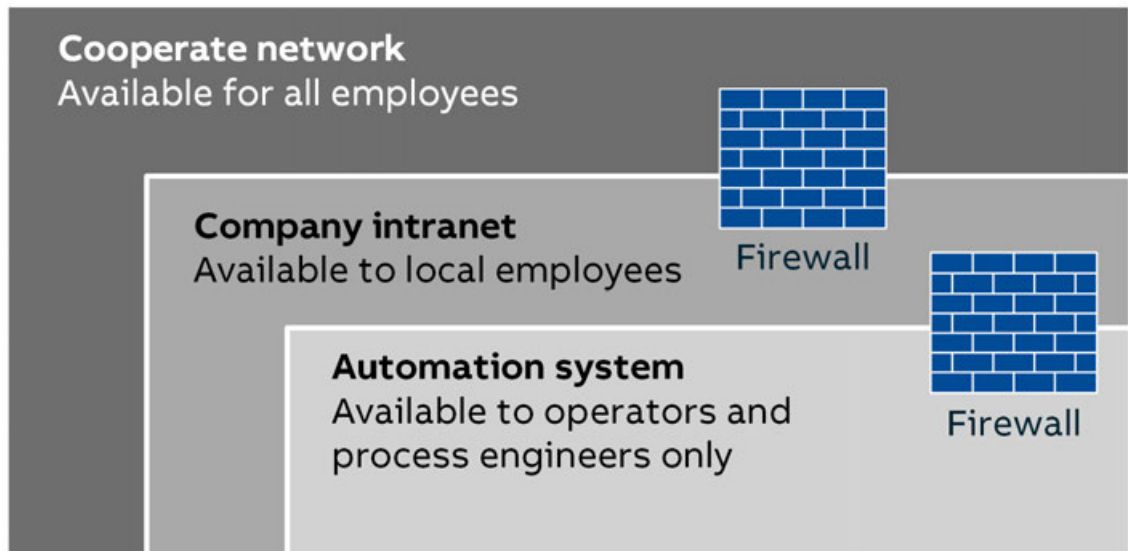 Cooperate network
Available for all employees
Company intranet
Available to local employees
Firewall
Automation system
Available to operators and
process engineers only
Firewall